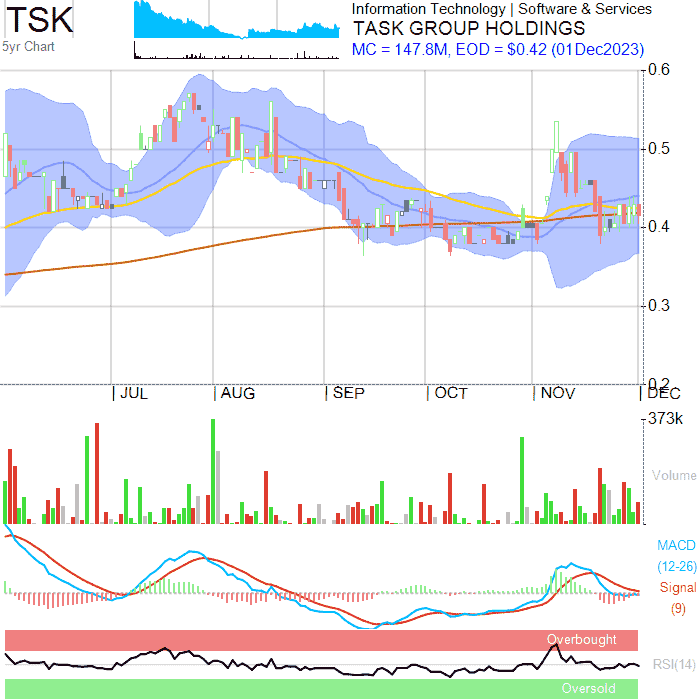 TSK
5yr Chart
Information Technology | Software & Services
TASK GROUP HOLDINGS
MC = 147.8M, EOD = $0.42 (01Dec2023)
0.6
0.5
0.4
0.3
0.2
| JUL | AUG | SEP | OCT | NOV | DEC
373k
Volume
MACD
(12-26)
Signal
(9)
Overbought
RSI(14)
Oversold